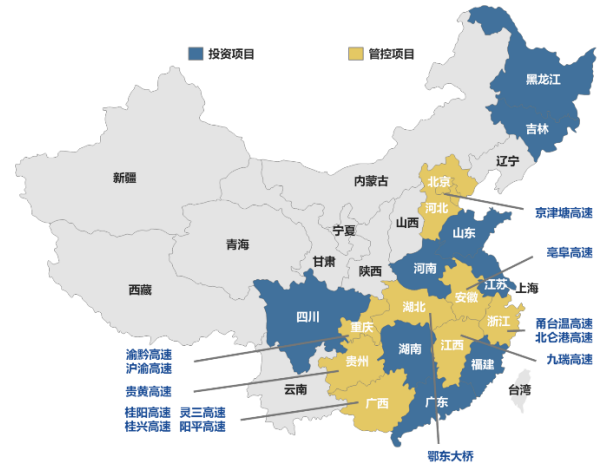 投资项目
管控项目
黑龙江
吉林
辽宁
新疆
内蒙古
北京
河北
京津塘高速
山西
山东
宁夏
青海
甘肃
陕西
河南
亳阜高速
西藏
江苏
上海
安徽
四川
湖北
重庆
浙江
甬台温高速
北仑港高速
湖南
江西
渝黔高速
沪渝高速
贵州
福建
九瑞高速
贵黄高速
云南
台湾
广西
广东
桂阳高速 灵三高速
桂兴高速 阳平高速
鄂东大桥